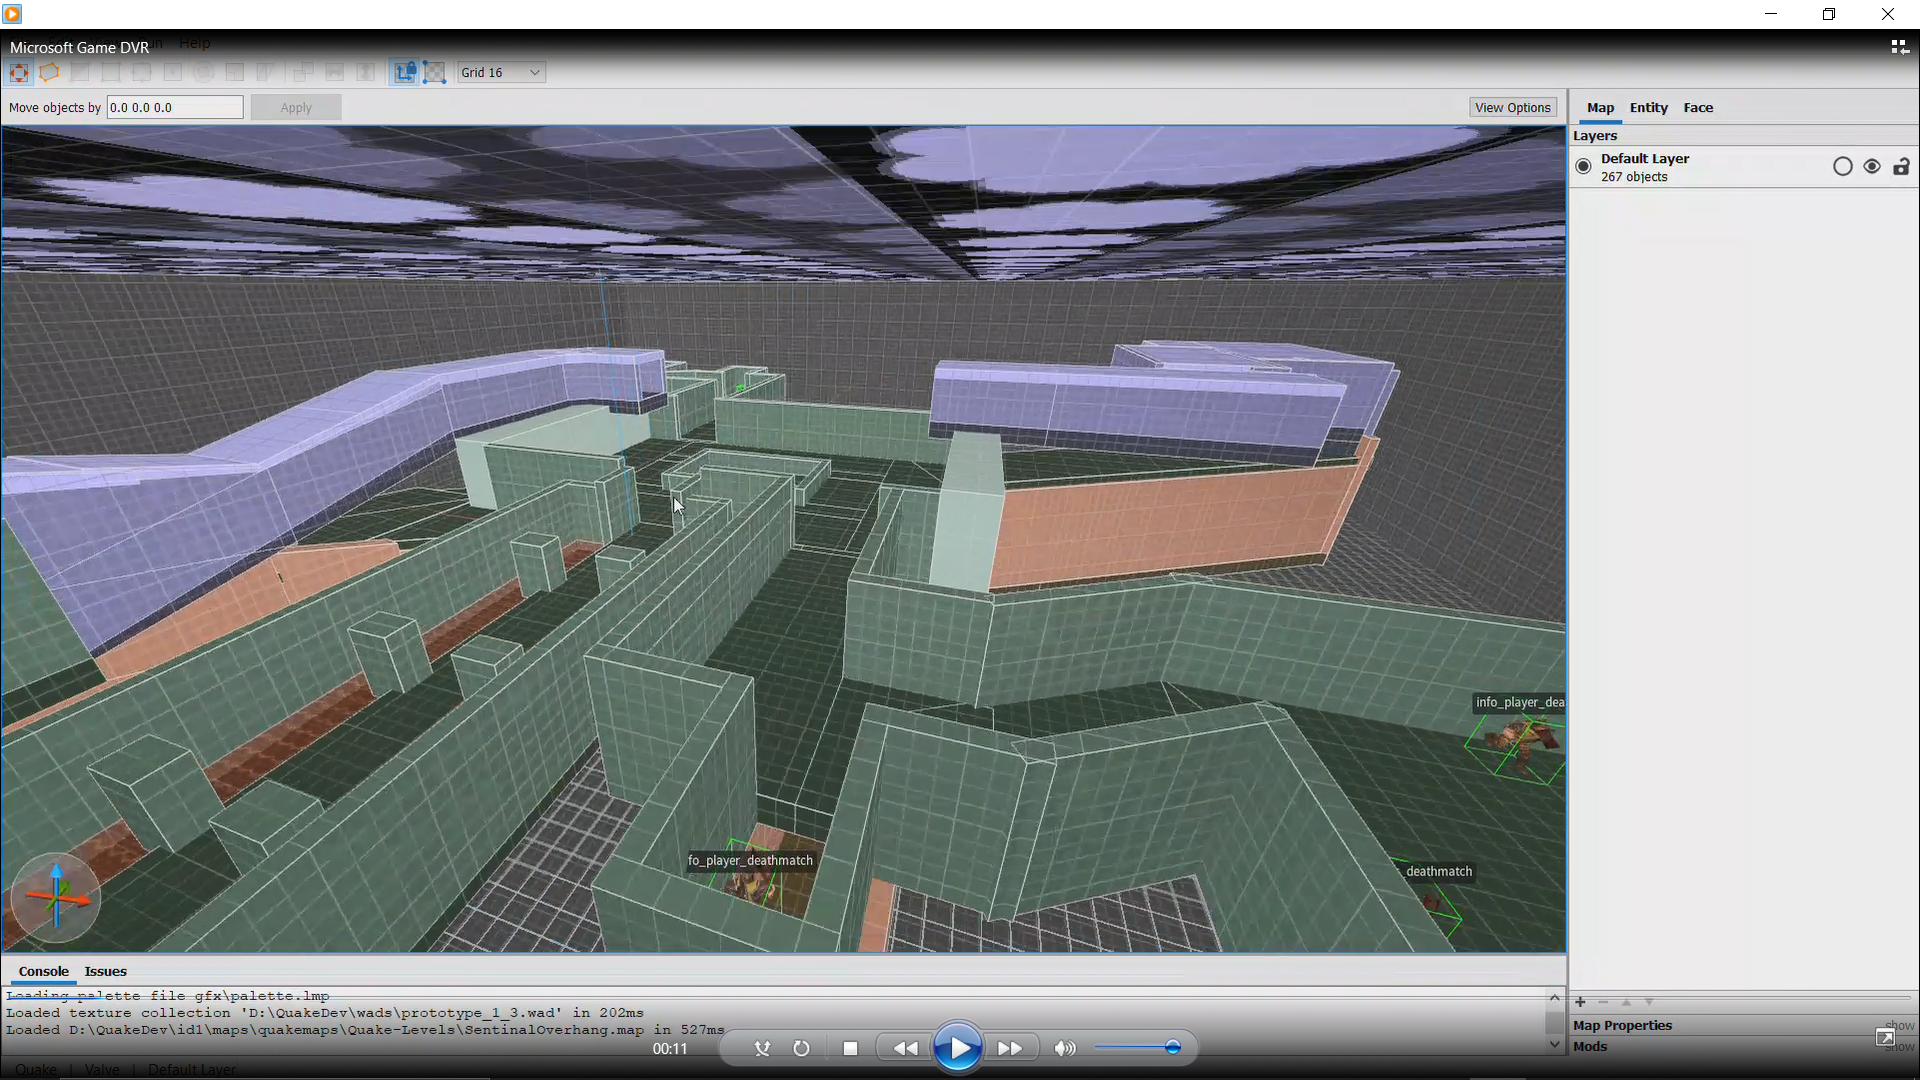 Help
Microsoft Game DVR
Grid 16
Move objects by
0.0 0.0 0.0
Apply
View Options
Map Entity Face
Layers
Default Layer
267 objects
info_player_dea
fo_player_deathmatch
_deathmatch
Console Issues
Loading palette file gfx\palette.lmp
Loaded texture collection 'D:\QuakeDev\wads\prototype_1_3.wad' in 202ms
Loaded D:\QuakeDev\id1\maps\quakemaps\Quake-Levels\SentinalOverhang.map in 527ms
Map Properties show
Mods show
00:11
Quake | Valve | Default Layer